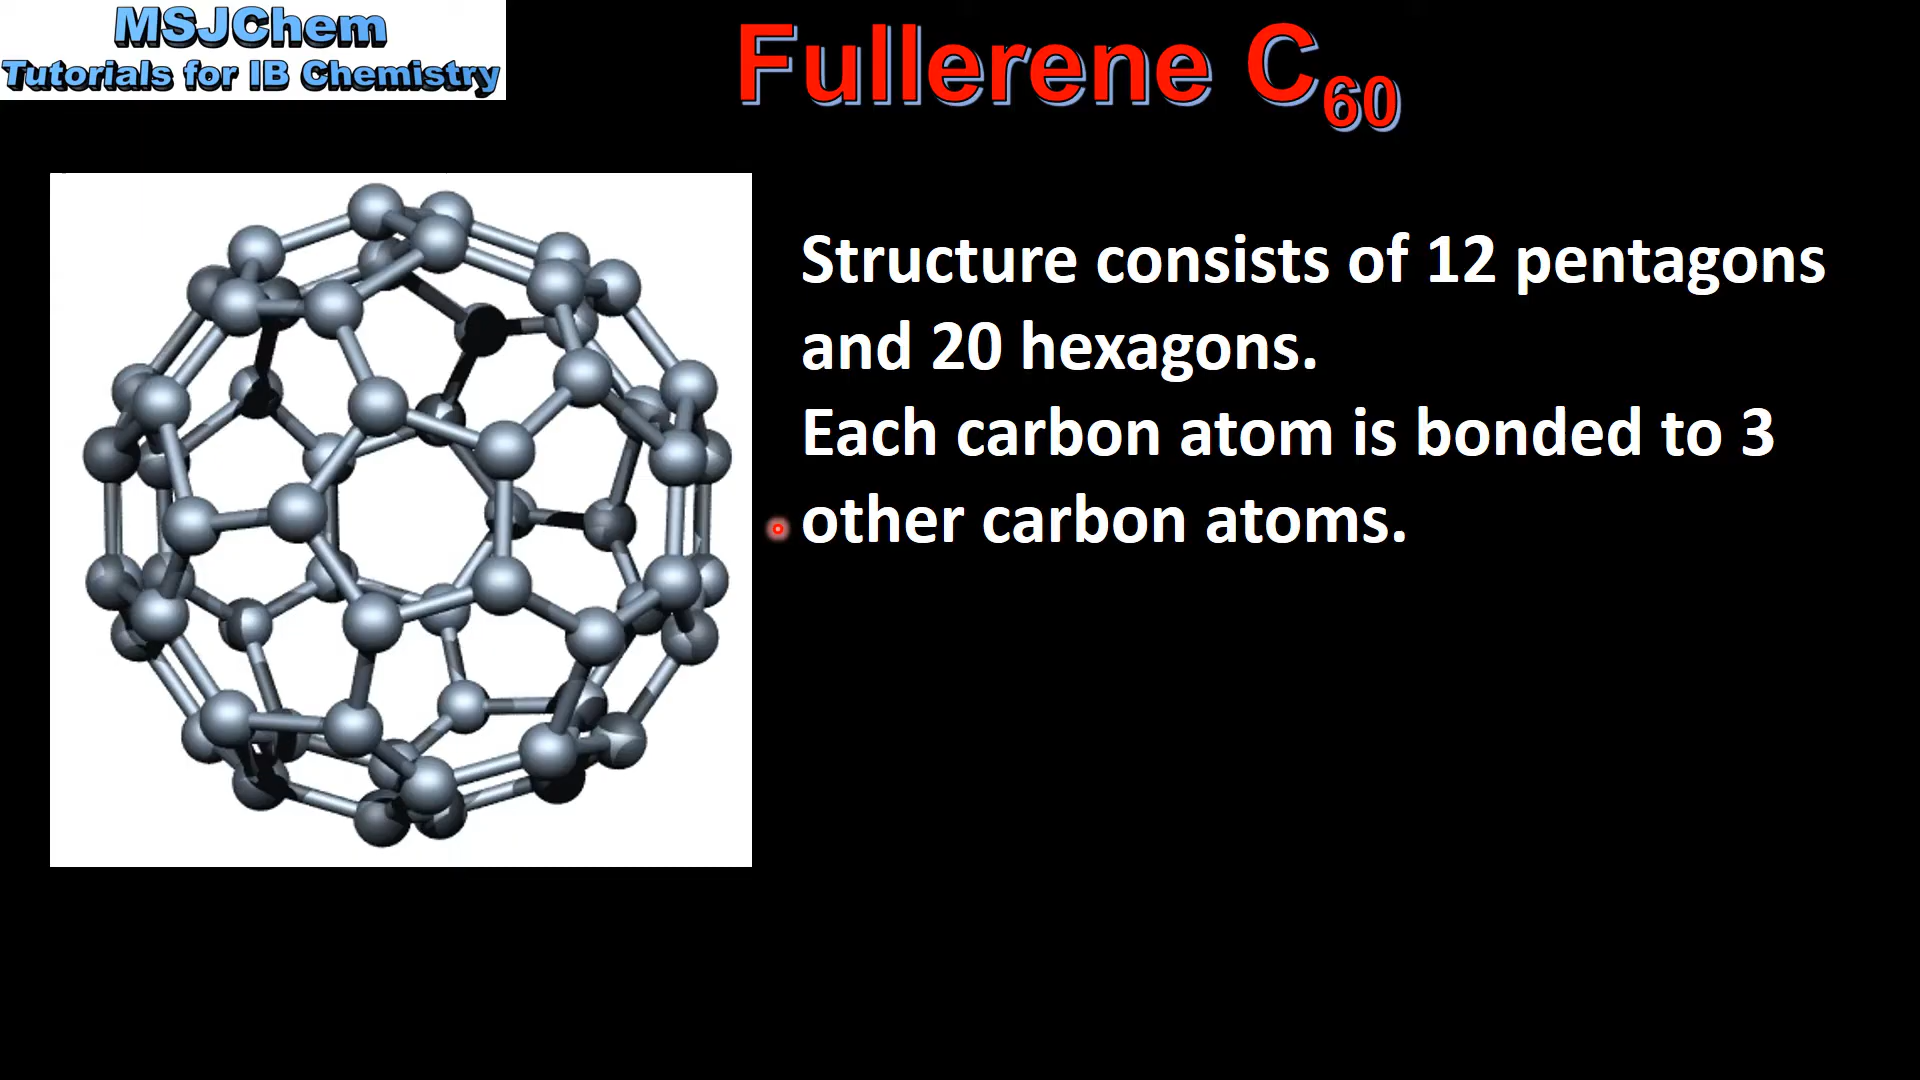 MSJChem
Tutorials for IB Chemistry
Fullerene C₆₀
Structure consists of 12 pentagons
and 20 hexagons.
Each carbon atom is bonded to 3
other carbon atoms.